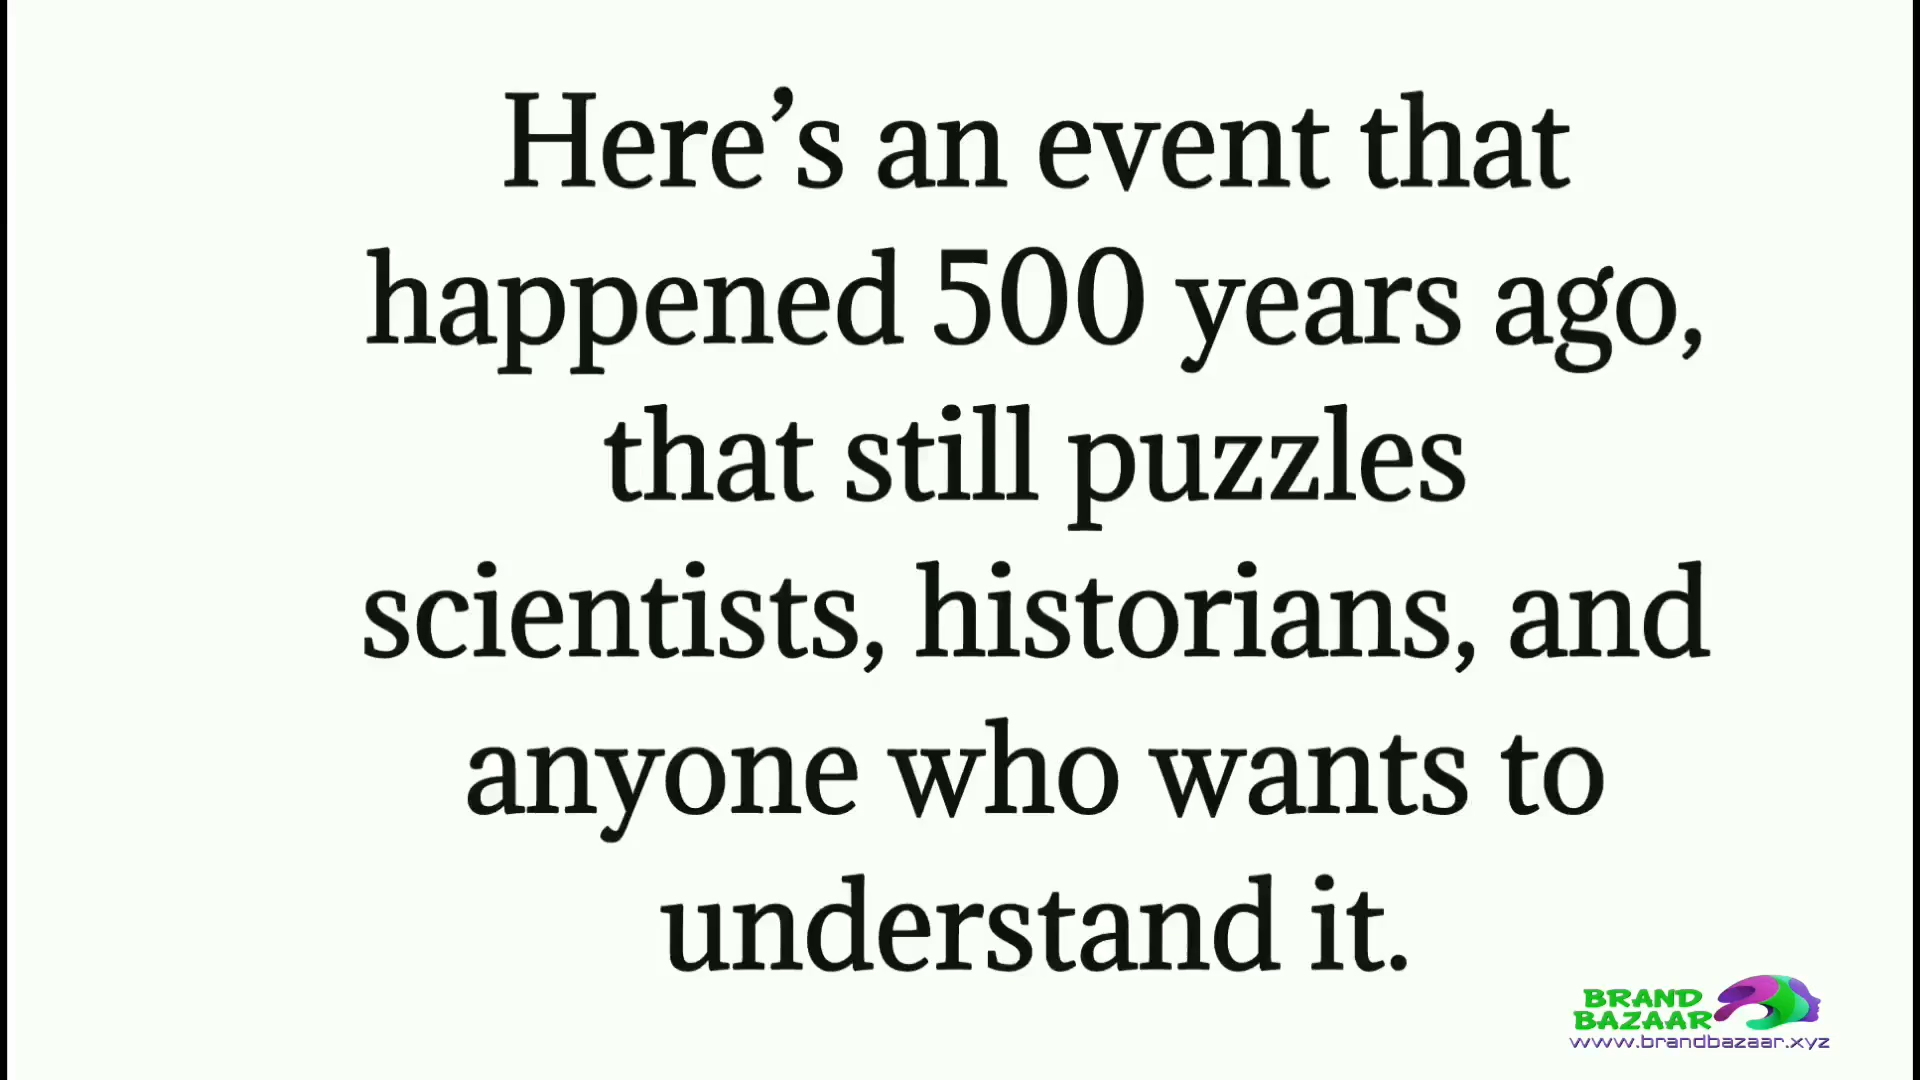 Here’s an event that
happened 500 years ago,
that still puzzles
scientists, historians, and
anyone who wants to
understand it.
BRAND
BAZAAR
www.brandbazaar.xyz